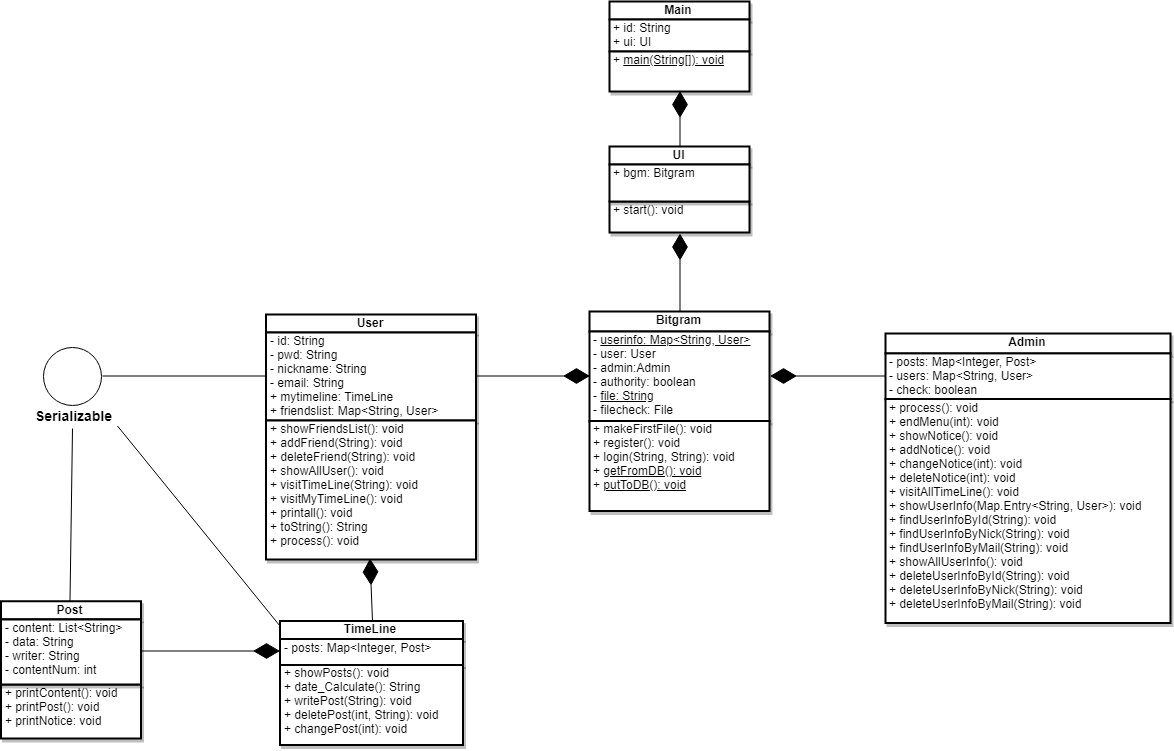 Main
+ id: String
+ ui: UI
+ main(String[]): void
UI
+ bgm: Bitgram
+ start(): void
Bitgram
- userinfo: Map<String, User>
- user: User
- admin:Admin
- authority: boolean
- file: String
- filecheck: File
+ makeFirstFile(): void
+ register(): void
+ login(String, String): void
+ getFromDB(): void
+ putToDB(): void
User
- id: String
- pwd: String
- nickname: String
- email: String
+ mytimeline: TimeLine
+ friendslist: Map<String, User>
+ showFriendsList(): void
+ addFriend(String): void
+ deleteFriend(String): void
+ showAllUser(): void
+ visitTimeLine(String): void
+ visitMyTimeLine(): void
+ printall(): void
+ toString(): String
+ process(): void
Admin
- posts: Map<Integer, Post>
- users: Map<String, User>
- check: boolean
+ process(): void
+ endMenu(int): void
+ showNotice(): void
+ addNotice(): void
+ changeNotice(int): void
+ deleteNotice(int): void
+ visitAllTimeLine(): void
+ showUserInfo(Map.Entry<String, User>): void
+ findUserInfoById(String): void
+ findUserInfoByNick(String): void
+ findUserInfoByMail(String): void
+ showAllUserInfo(): void
+ deleteUserInfoById(String): void
+ deleteUserInfoByNick(String): void
+ deleteUserInfoByMail(String): void
Serializable
Post
- content: List<String>
- data: String
- writer: String
- contentNum: int
+ printContent(): void
+ printPost(): void
+ printNotice: void
TimeLine
- posts: Map<Integer, Post>
+ showPosts(): void
+ date_Calculate(): String
+ writePost(String): void
+ deletePost(int, String): void
+ changePost(int): void